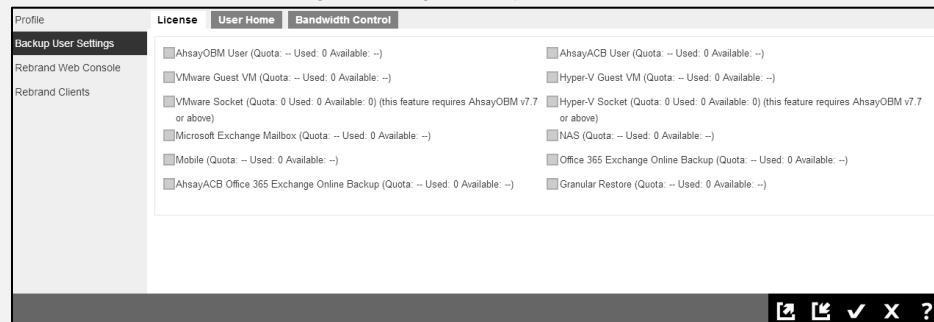 Profile
Backup User Settings
Rebrand Web Console
Rebrand Clients
License User Home Bandwidth Control
AhsayOBM User (Quota: -- Used: 0 Available: --)
AhsayACB User (Quota: -- Used: 0 Available: --)
VMware Guest VM (Quota: -- Used: 0 Available: --)
Hyper-V Guest VM (Quota: -- Used: 0 Available: --)
VMware Socket (Quota: 0 Used: 0 Available: 0) (this feature requires AhsayOBM v7.7
or above)
Hyper-V Socket (Quota: 0 Used: 0 Available: 0) (this feature requires AhsayOBM v7.7
or above)
Microsoft Exchange Mailbox (Quota: -- Used: 0 Available: --)
NAS (Quota: -- Used: 0 Available: --)
Mobile (Quota: -- Used: 0 Available: --)
Office 365 Exchange Online Backup (Quota: -- Used: 0 Available: --)
AhsayACB Office 365 Exchange Online Backup (Quota: -- Used: 0 Available: --)
Granular Restore (Quota: -- Used: 0 Available: --)
X ?